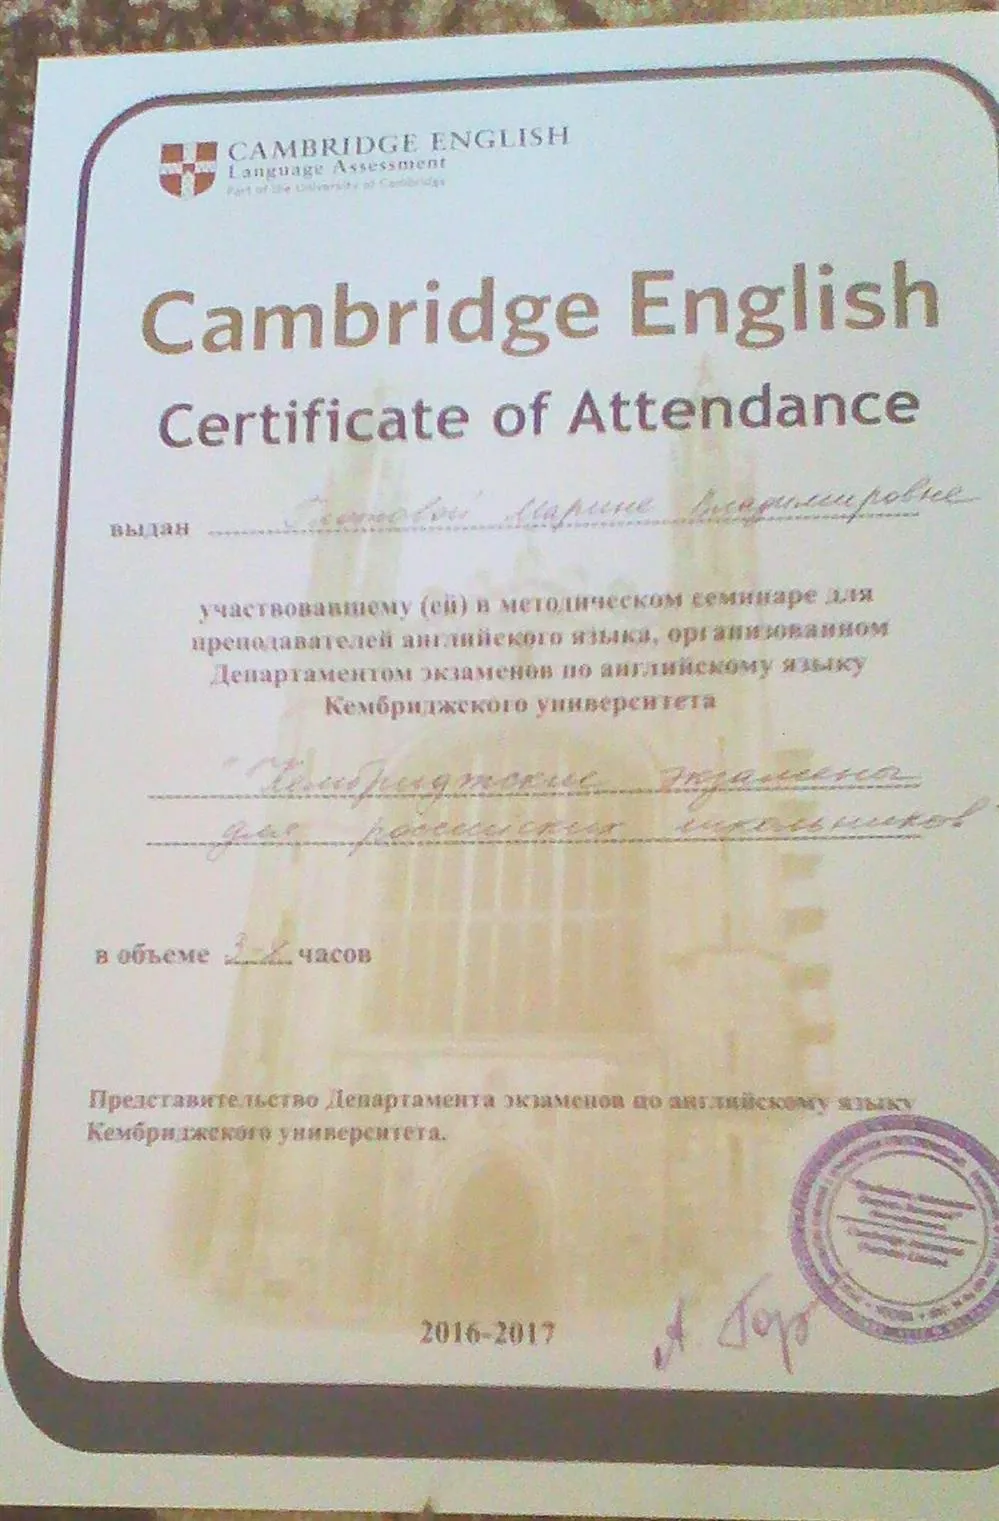 CAMBRIDGE ENGLISH
Language Assessment
Part of the University of Cambridge
Cambridge English
Certificate of Attendance
выдан Марине Владимировне
участвовавшему (ей) в методическом семинаре для
преподавателей английского языка, организованном
Департаментом экзаменов по английскому языку
Кембриджского университета
"Кембриджские экзамены
для российских школьников
в объеме часов
Представительство Департамента экзаменов по английскому языку
Кембриджского университета.
2016-2017